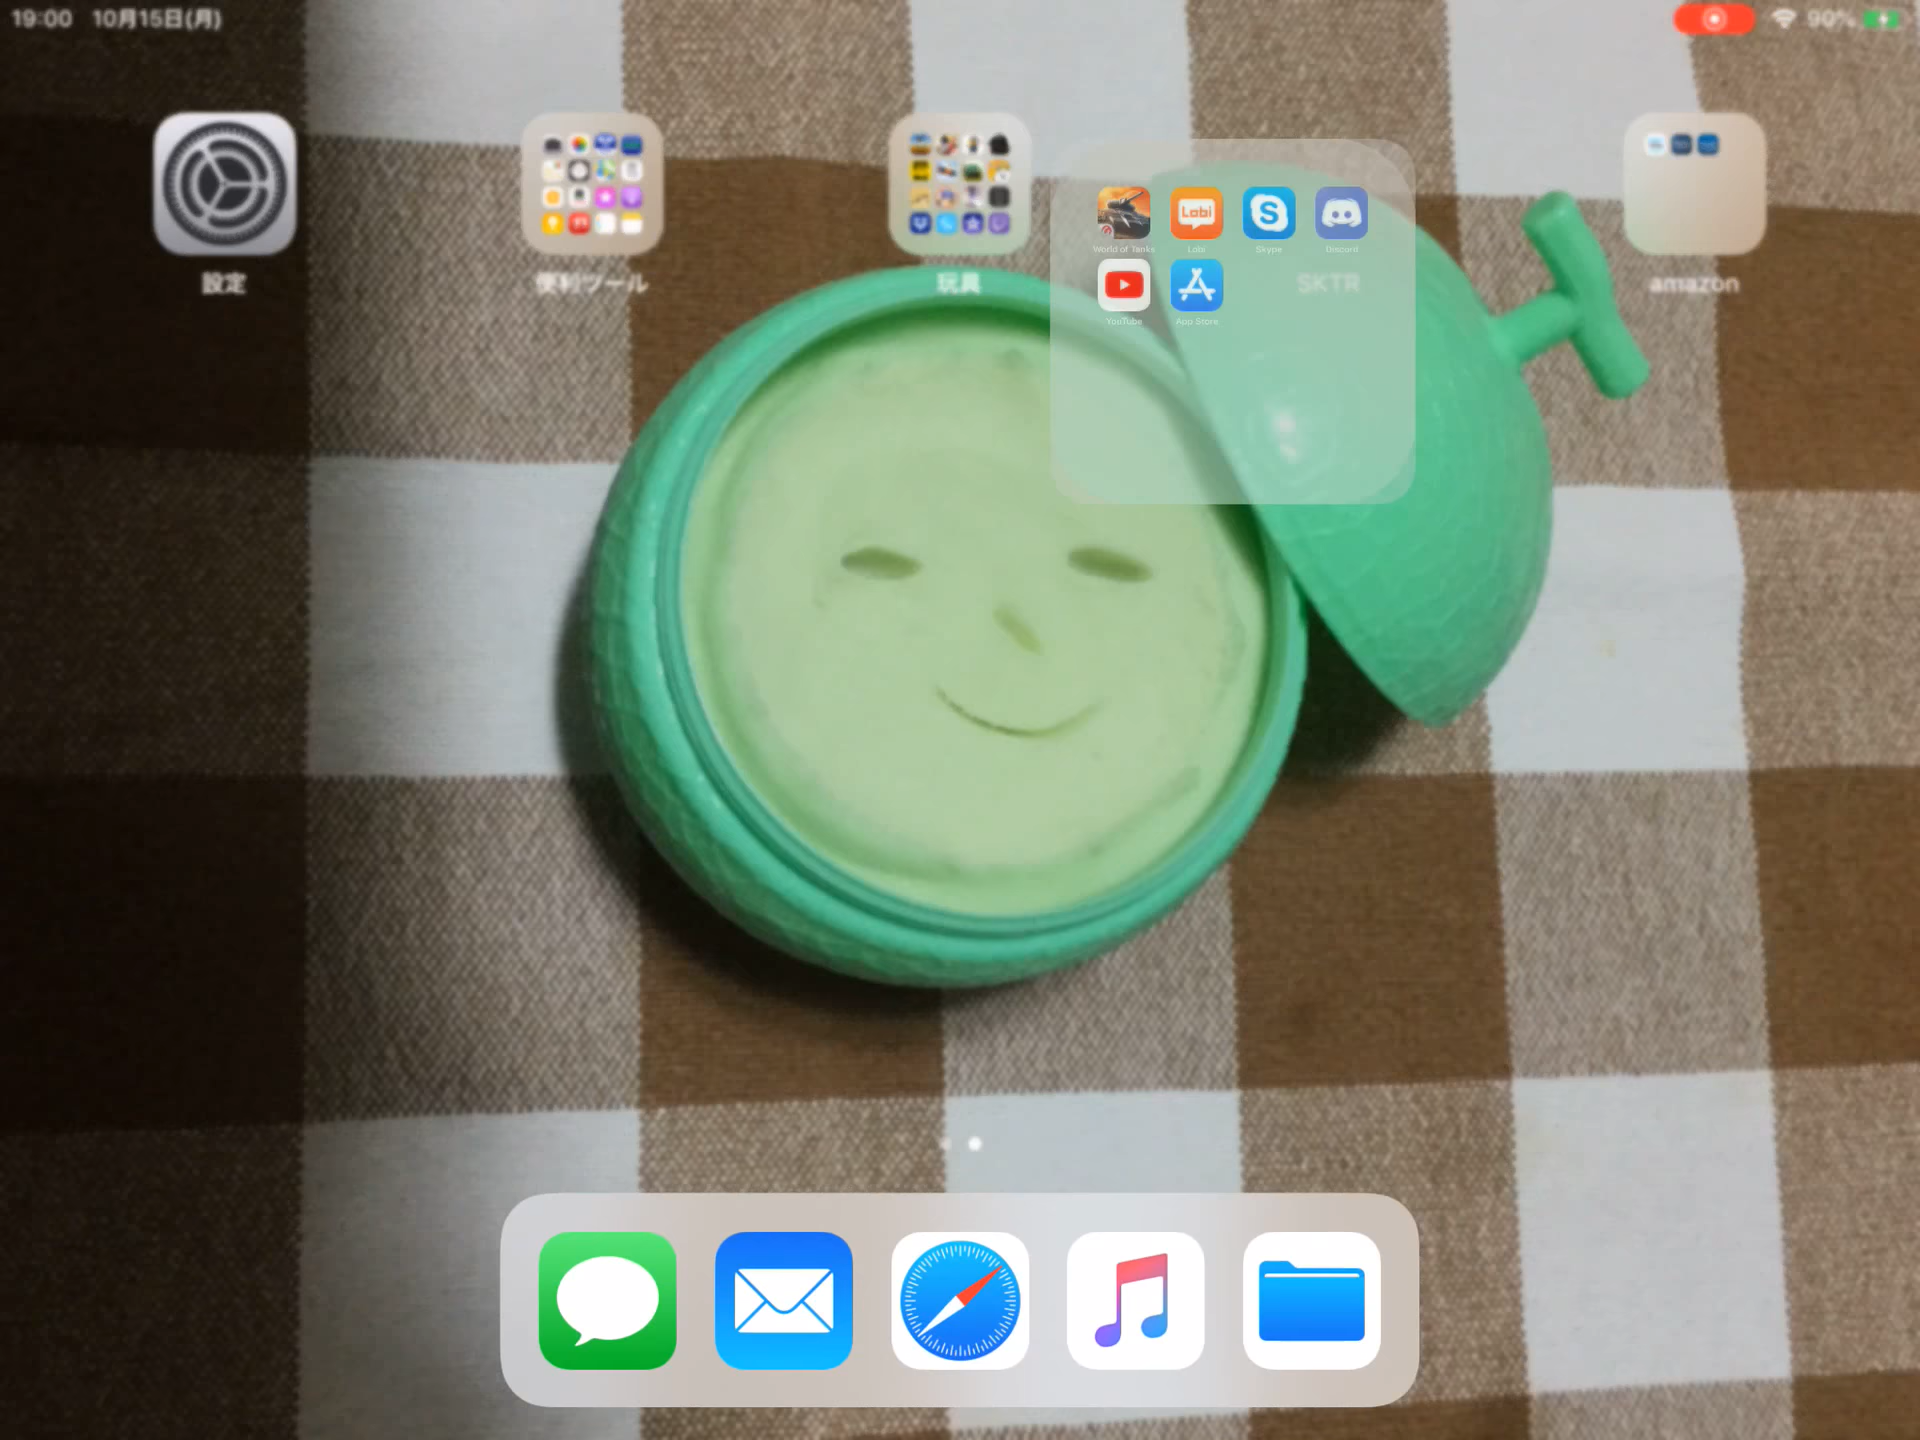 19:00 10月15日(月)
90%
World of Tanks
Lobi
Skype
Discord
YouTube
App Store
設定
便利ツール
玩具
SKTR
amazon